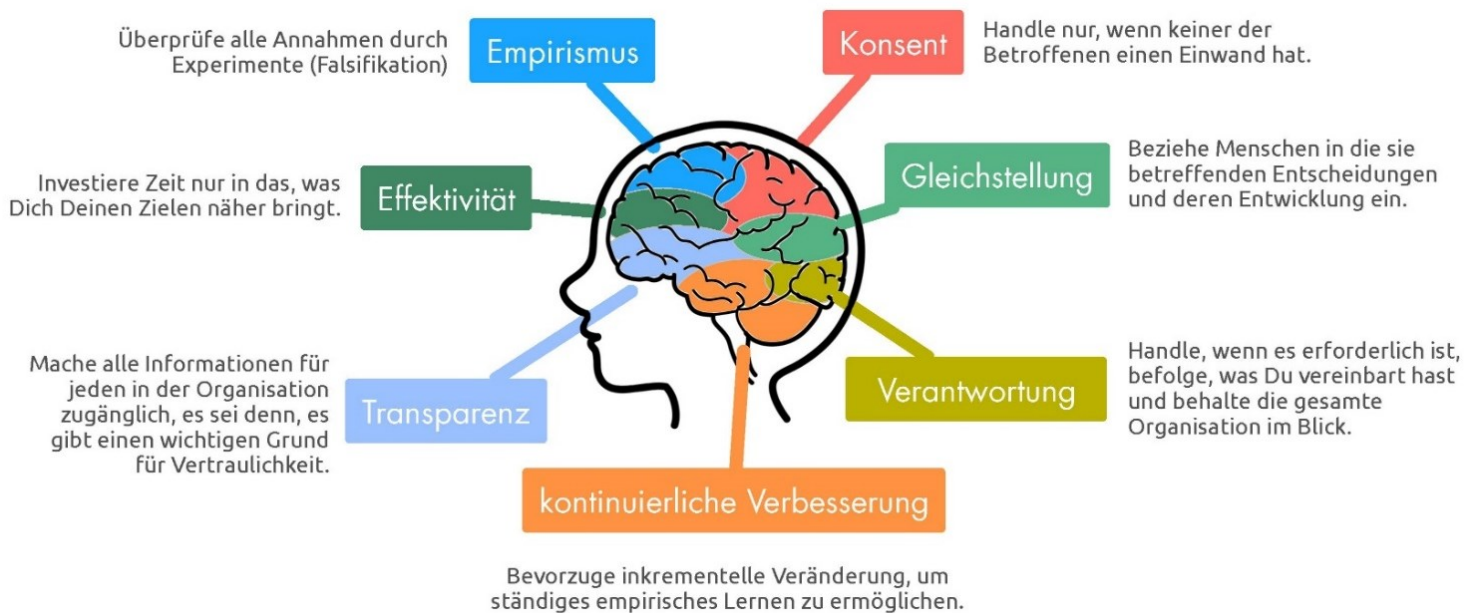 Überprüfe alle Annahmen durch
Experimente (Falsifikation)
Empirismus
Konsent
Handle nur, wenn keiner der
Betroffenen einen Einwand hat.
Investiere Zeit nur in das, was
Dich Deinen Zielen näher bringt.
Effektivität
Gleichstellung
Beziehe Menschen in die sie
betreffenden Entscheidungen
und deren Entwicklung ein.
Mache alle Informationen für
jeden in der Organisation
zugänglich, es sei denn, es
gibt einen wichtigen Grund
für Vertraulichkeit.
Transparenz
Verantwortung
Handle, wenn es erforderlich ist,
befolge, was Du vereinbart hast
und behalte die gesamte
Organisation im Blick.
kontinuierliche Verbesserung
Bevorzuge inkrementelle Veränderung, um
ständiges empirisches Lernen zu ermöglichen.